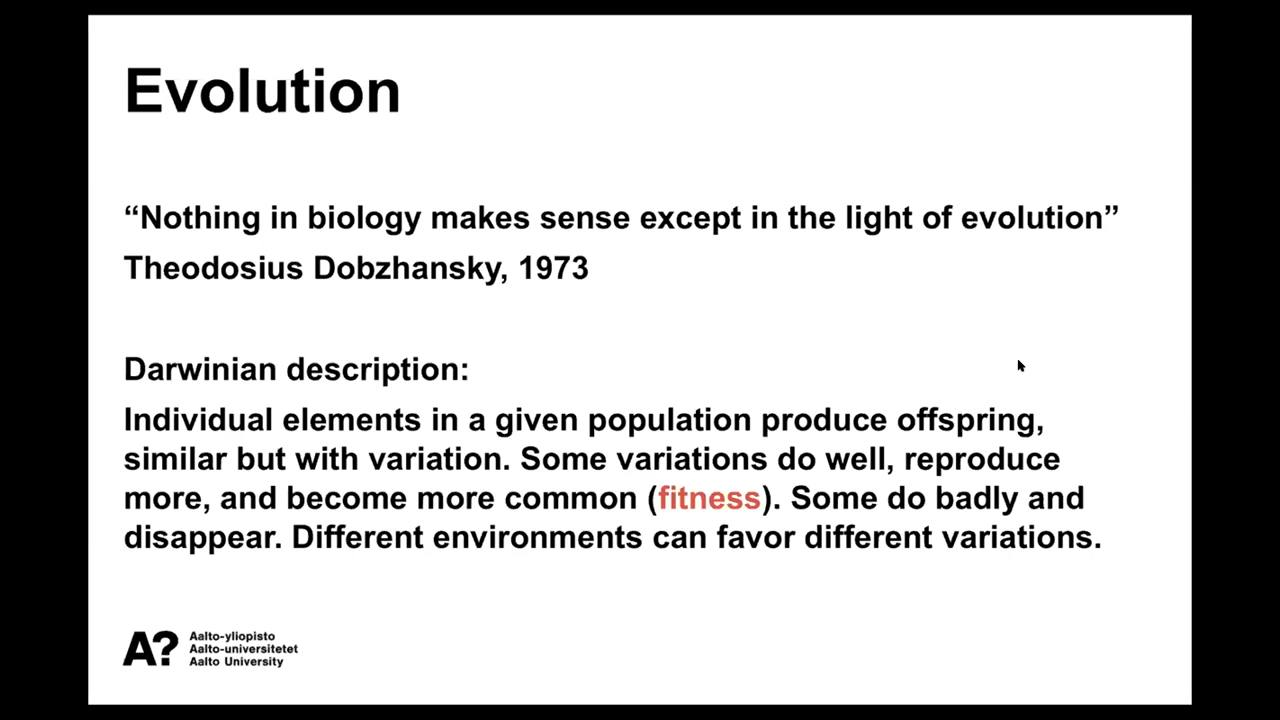 Evolution
“Nothing in biology makes sense except in the light of evolution”
Theodosius Dobzhansky, 1973
Darwinian description:
Individual elements in a given population produce offspring,
similar but with variation. Some variations do well, reproduce
more, and become more common (fitness). Some do badly and
disappear. Different environments can favor different variations.
A?
Aalto-yliopisto
Aalto-universitetet
Aalto University